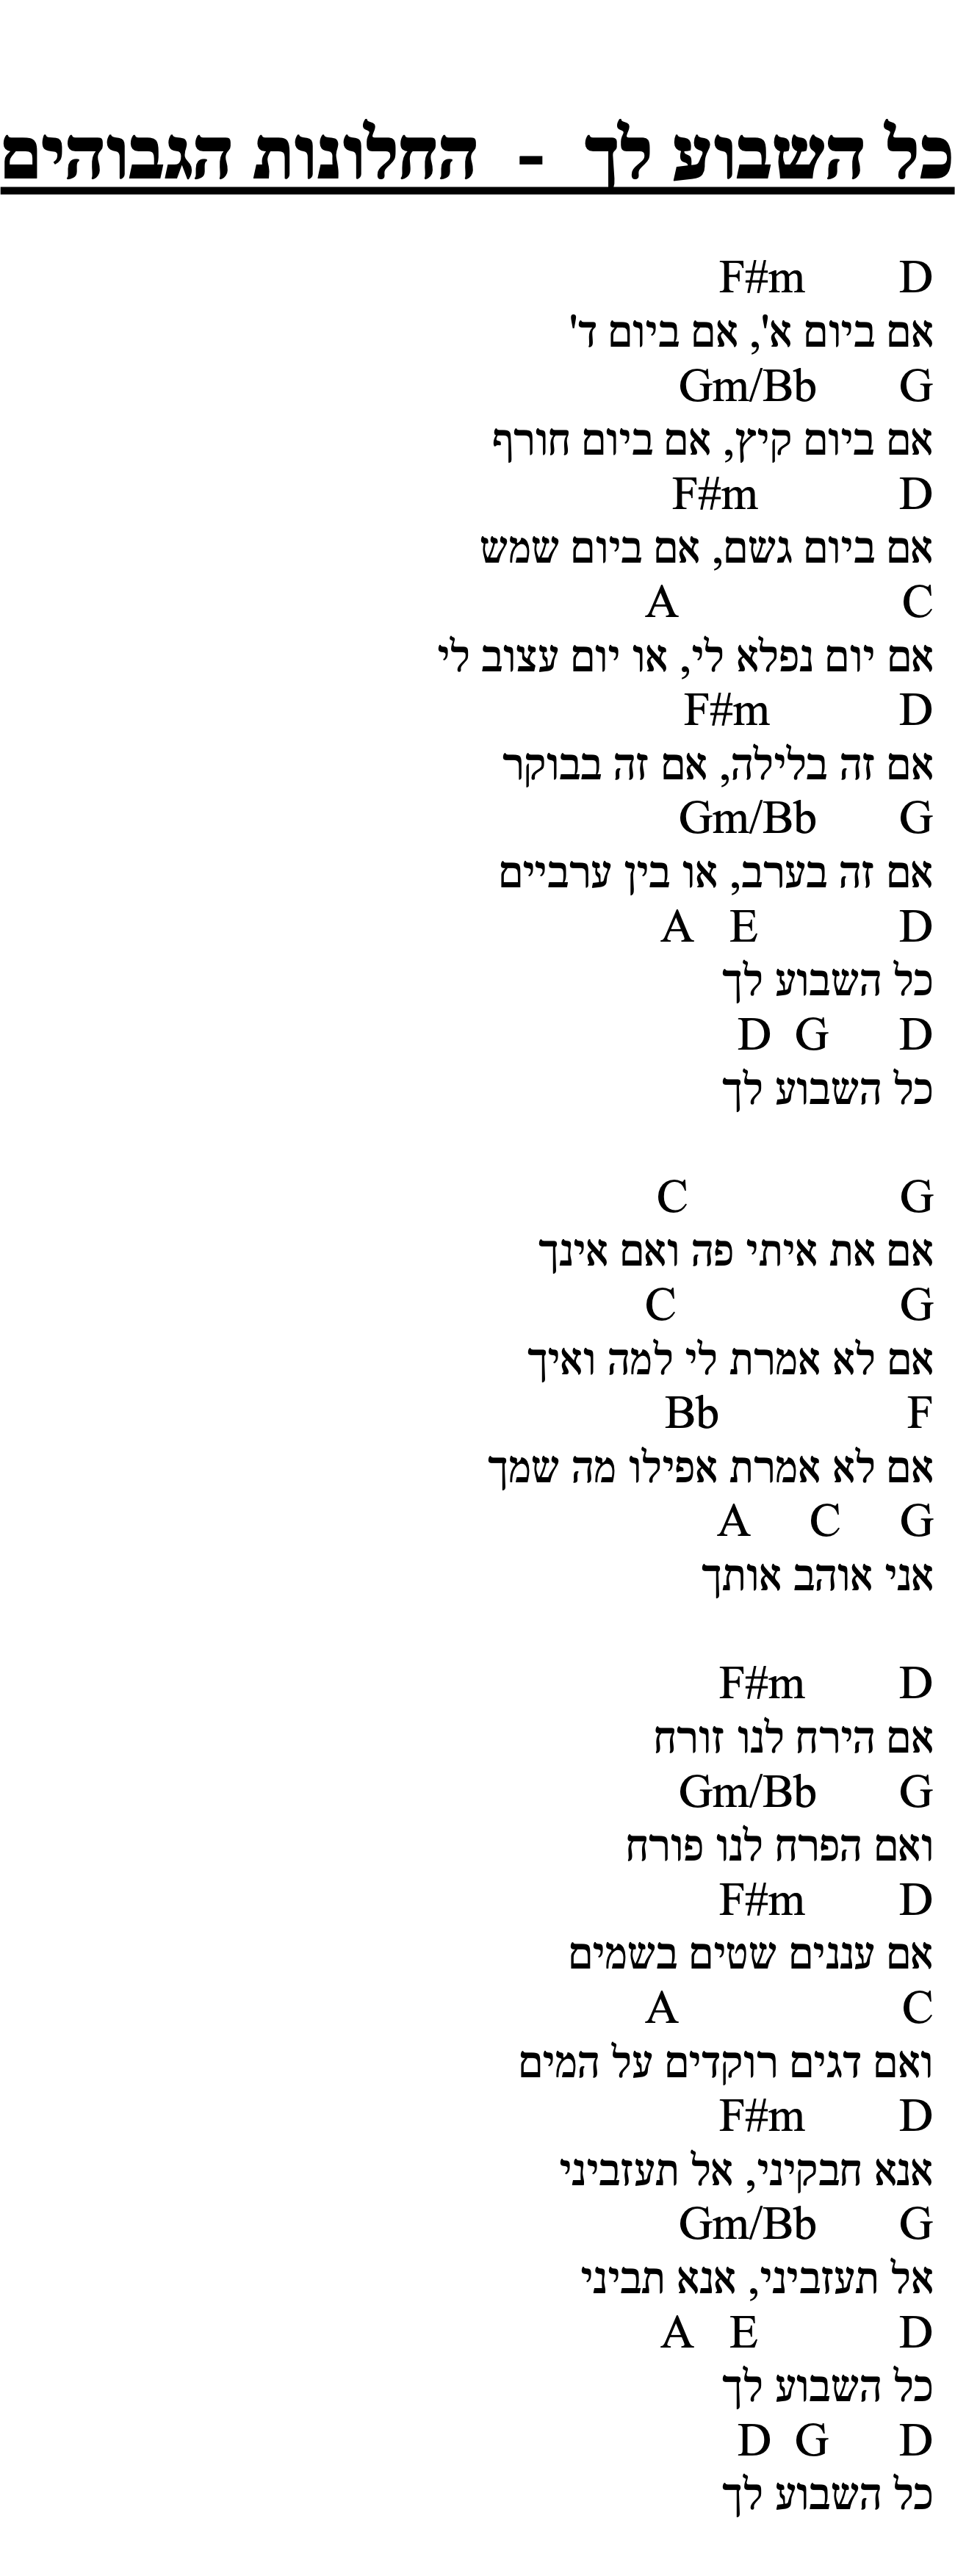 כל השבוע לך - החלונות הגבוהים
D F#m
אם ביום א', אם ביום ד'
G Gm/Bb
אם ביום קיץ, אם ביום חורף
D F#m
אם ביום גשם, אם ביום שמש
C A
אם יום נפלא לי, או יום עצוב לי
D F#m
אם זה בלילה, אם זה בבוקר
G Gm/Bb
אם זה בערב, או בין ערביים
D E A
כל השבוע לך
D G D
כל השבוע לך
G C
אם את איתי פה ואם אינך
G C
אם לא אמרת לי למה ואיך
F Bb
אם לא אמרת אפילו מה שמך
G C A
אני אוהב אותך
D F#m
אם הירח לנו זורח
G Gm/Bb
ואם הפרח לנו פורח
D F#m
אם עננים שטים בשמים
C A
ואם דגים רוקדים על המים
D F#m
אנא חבקיני, אל תעזביני
G Gm/Bb
אל תעזביני, אנא תביני
D E A
כל השבוע לך
D G D
כל השבוע לך